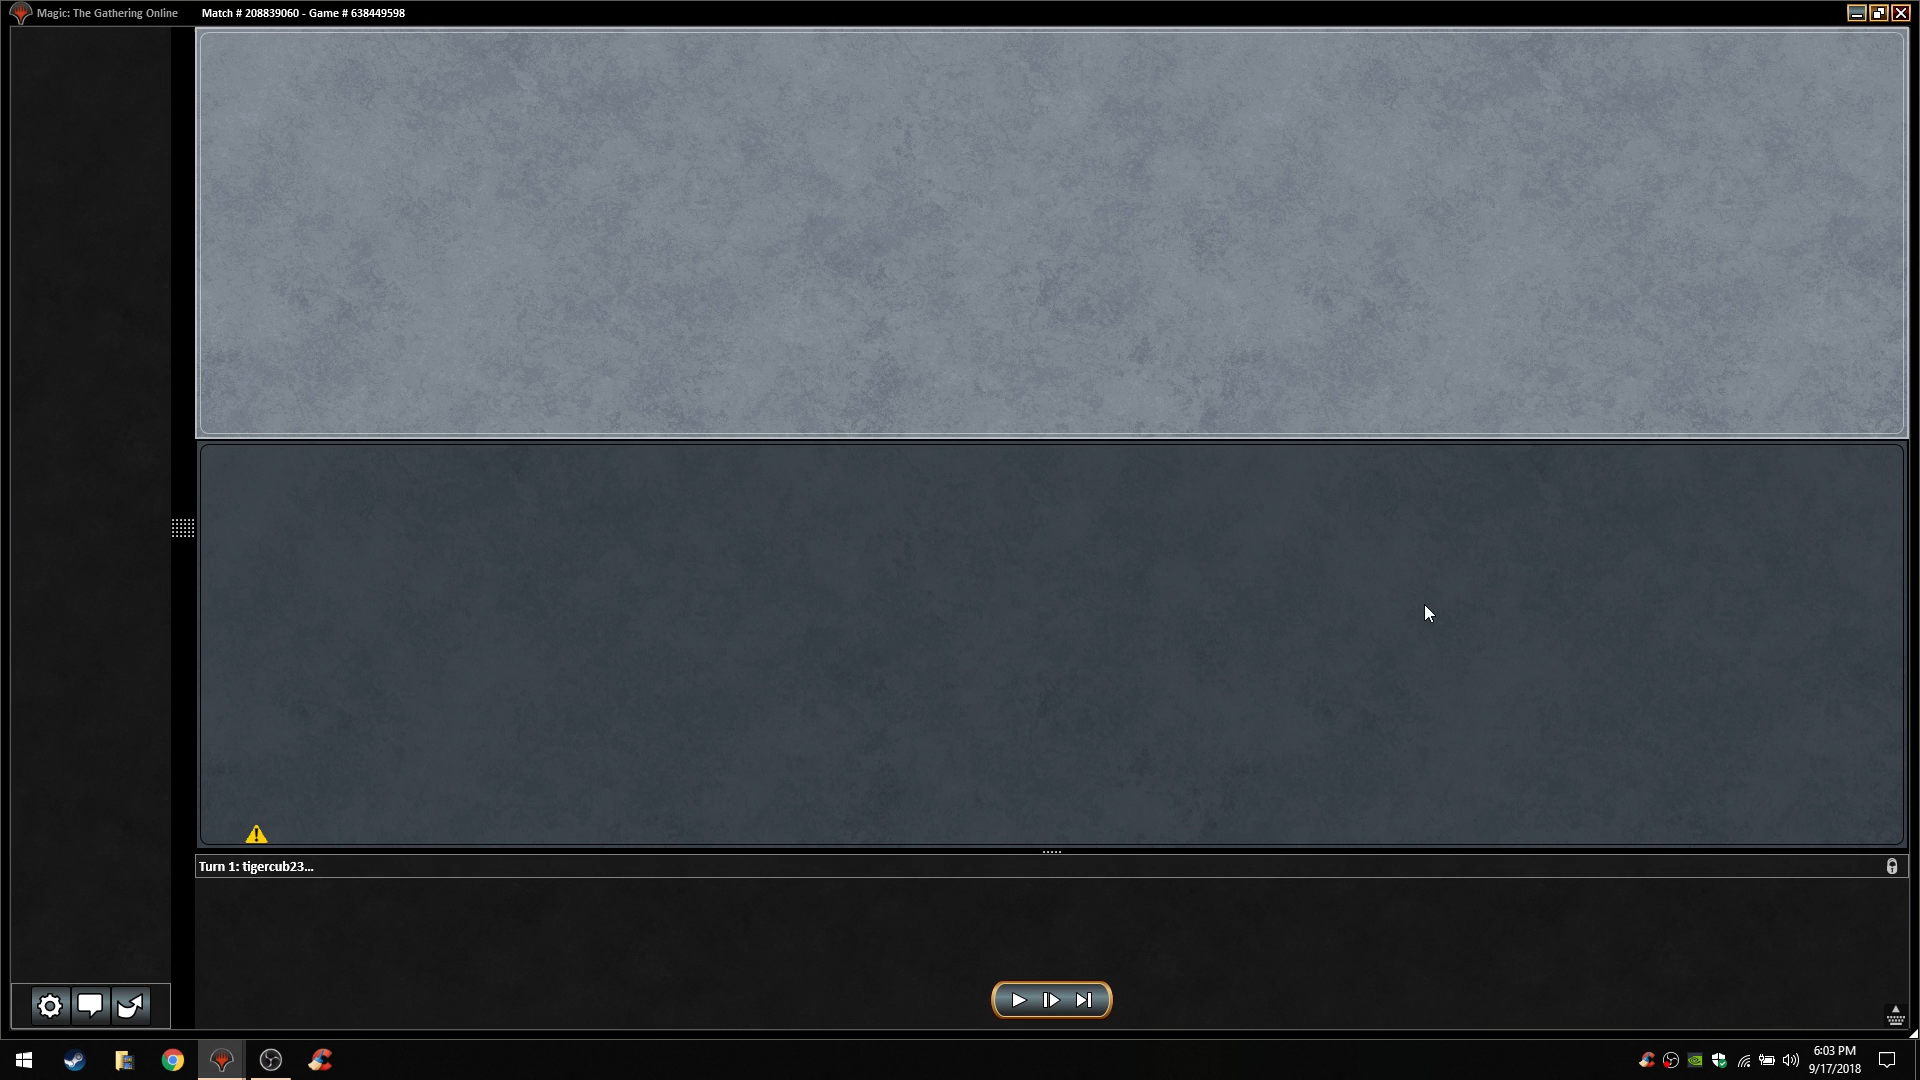 Magic: The Gathering Online
Match # 208839060 - Game # 638449598
Turn 1: tigercub23...
6:03 PM
9/17/2018